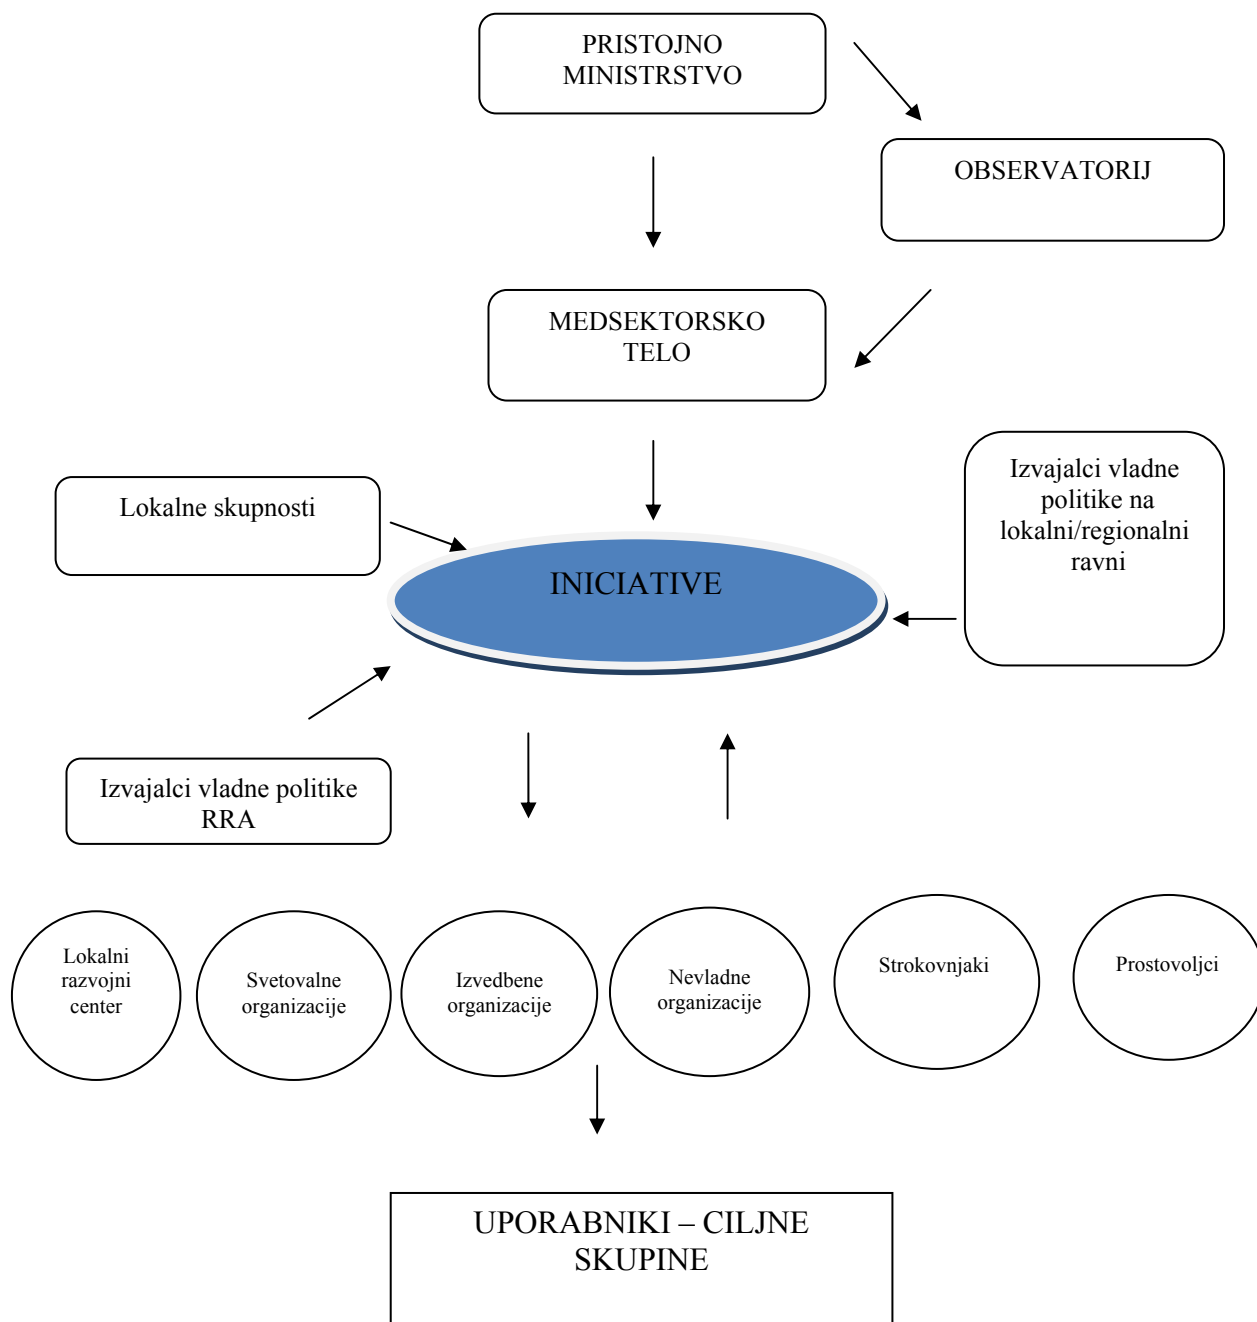 PRISTOJNO
MINISTRSTVO
OBSERVATORIJ
MEDSEKTORSKO
TELO
Izvajalci vladne
politike na
lokalni/regionalni
ravni
Lokalne skupnosti
INICIATIVE
Izvajalci vladne politike
RRA
Lokalni
razvojni
center
Svetovalne
organizacije
Izvedbene
organizacije
Nevladne
organizacije
Strokovnjaki
Prostovoljci
UPORABNIKI – CILJNE
SKUPINE